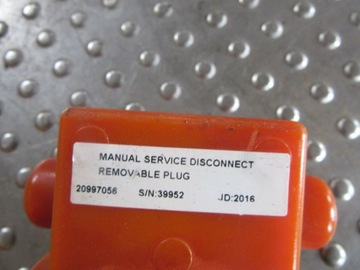 MANUAL SERVICE DISCONNECT
REMOVABLE PLUG
20997056 S/N:39952 JD:2016